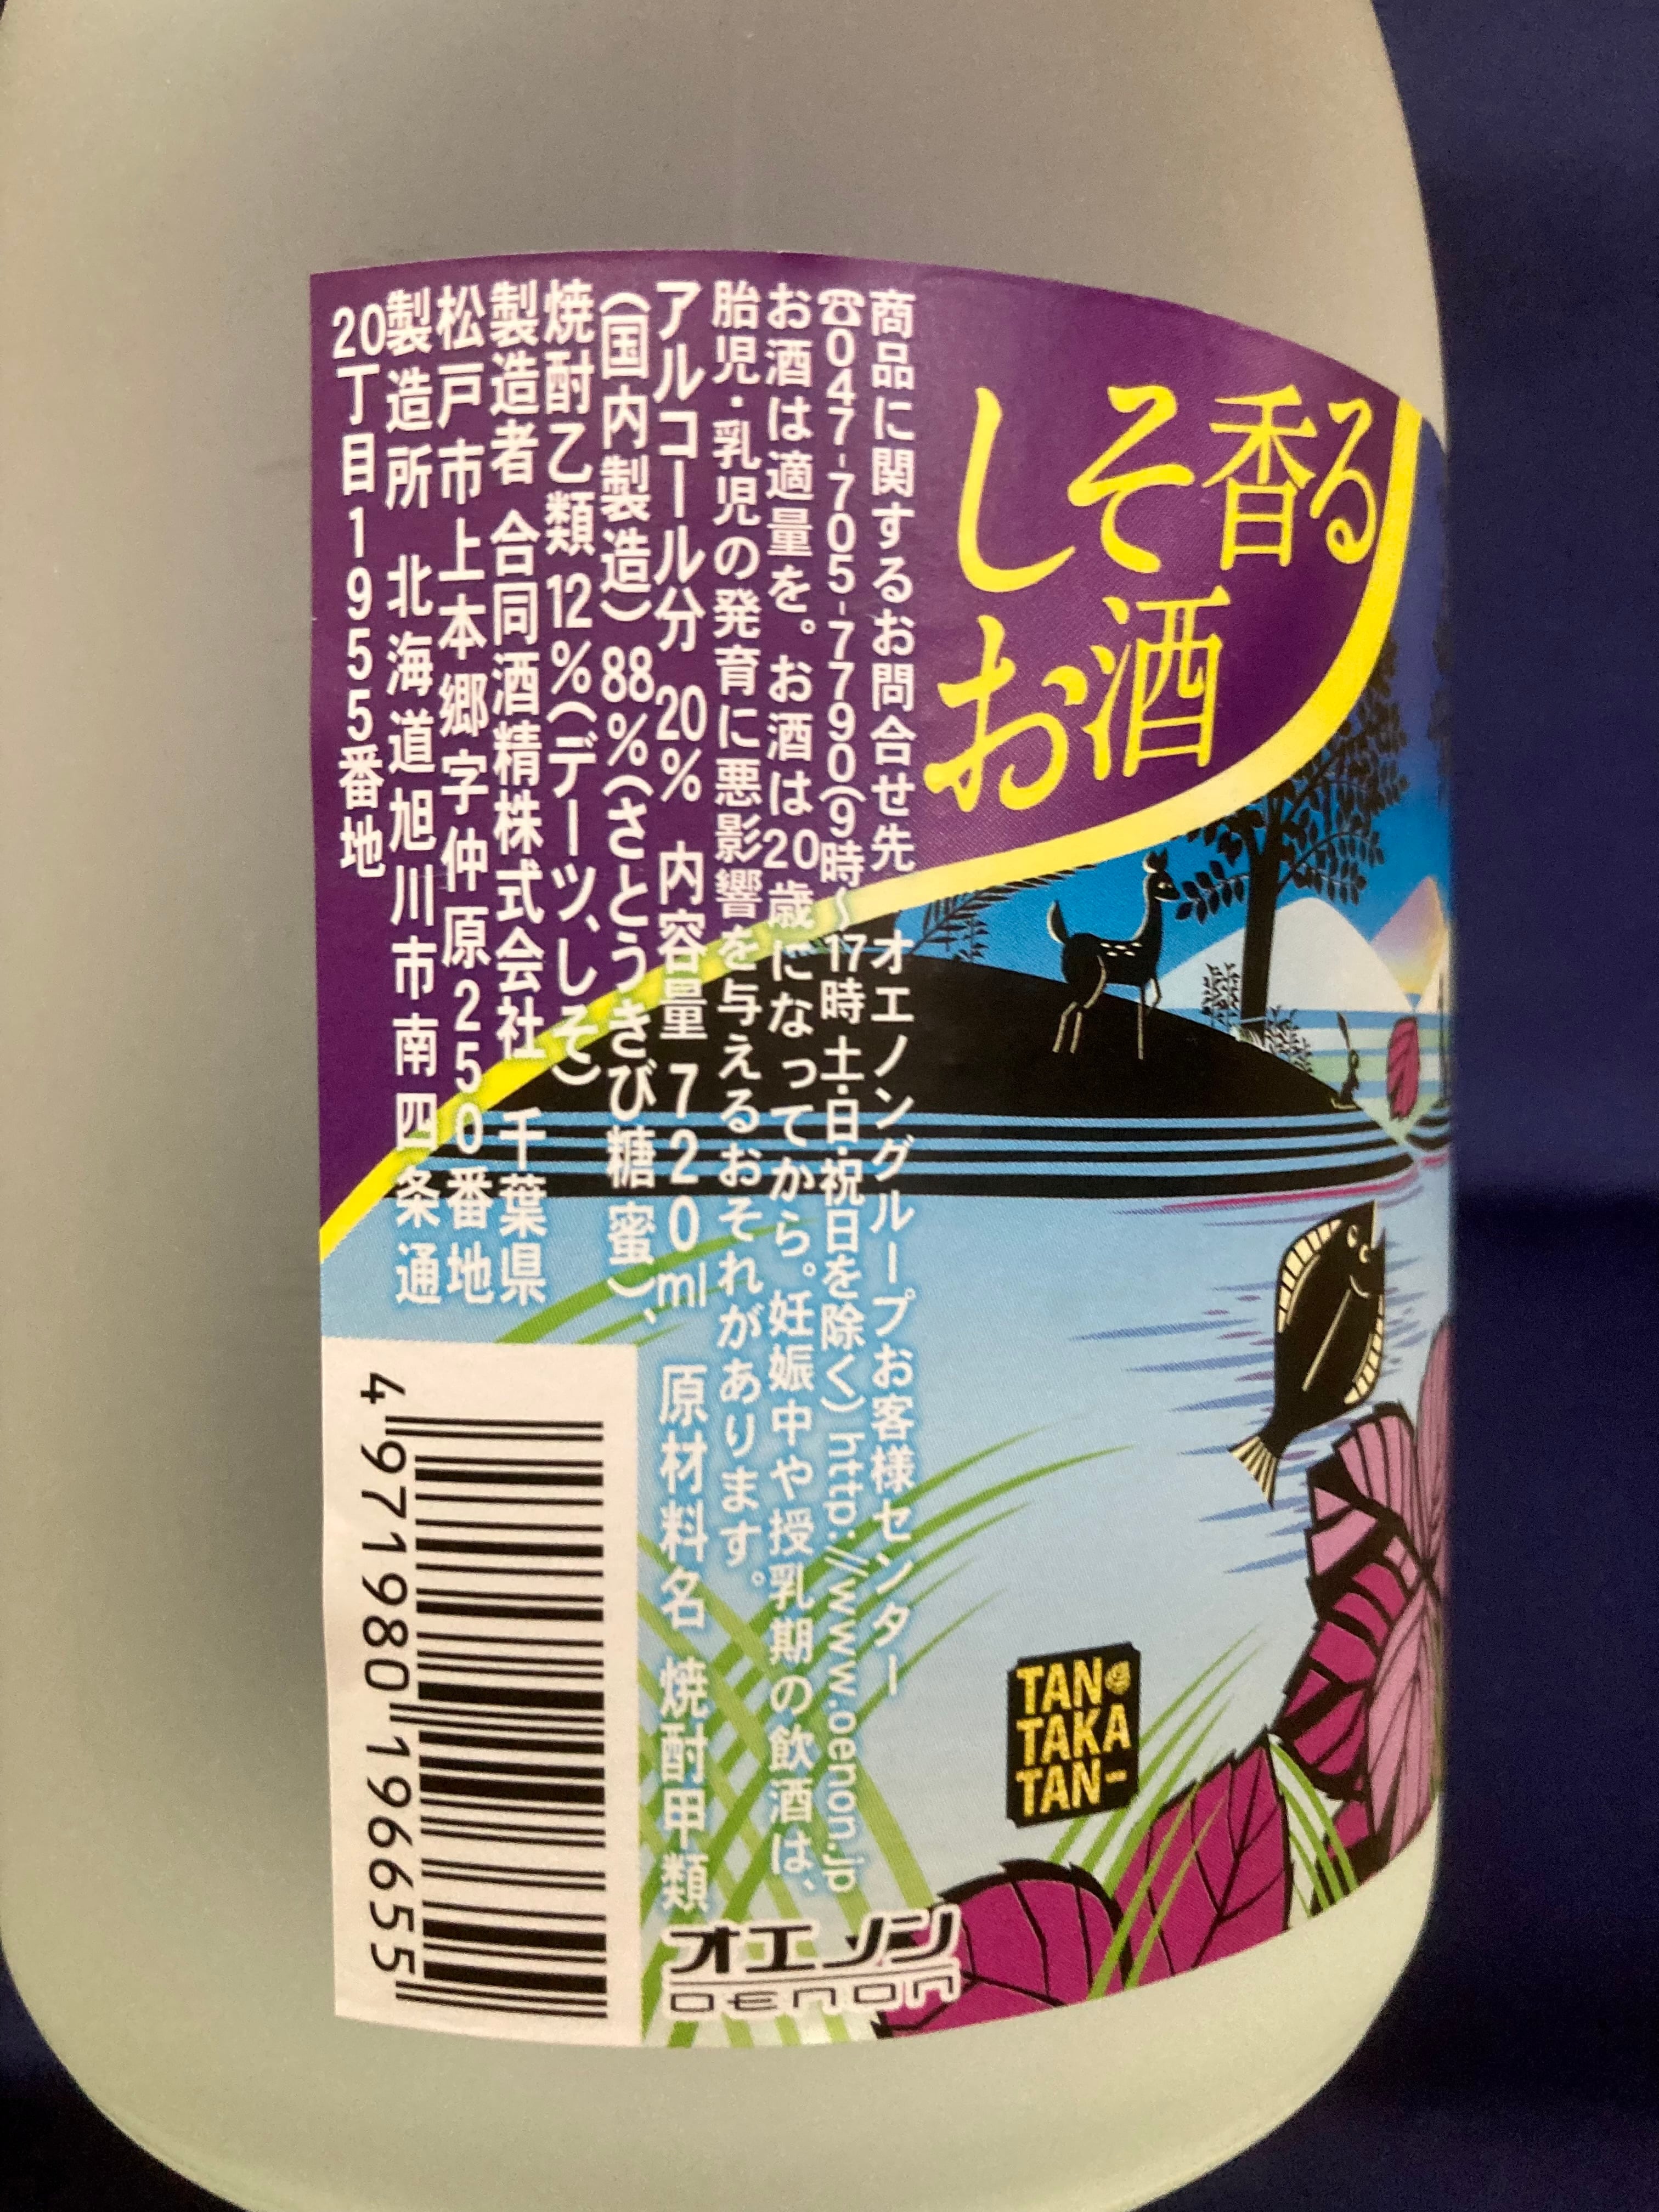 しそ香る
お酒
商品に関するお問合せ先 オエノングループお客様センター
☎047-705-7790(9時～17時 土・日・祝日を除く)http://www.oenon.jp
お酒は適量を。お酒は20歳になってから。妊娠中や授乳期の飲酒は、
胎児・乳児の発育に悪影響を与えるおそれがあります。
アルコール分 20% 内容量 720ml 原材料名 焼酎甲類
(国内製造)88%(さとうきび糖蜜)、
焼酎乙類12%(デーツ、しそ)
製造者 合同酒精株式会社 千葉県
松戸市上本郷字仲原250番地
製造所 北海道旭川市南四条通
20丁目1955番地
TAN
TAKA
TAN-
オエノン
OENON
4971980196655